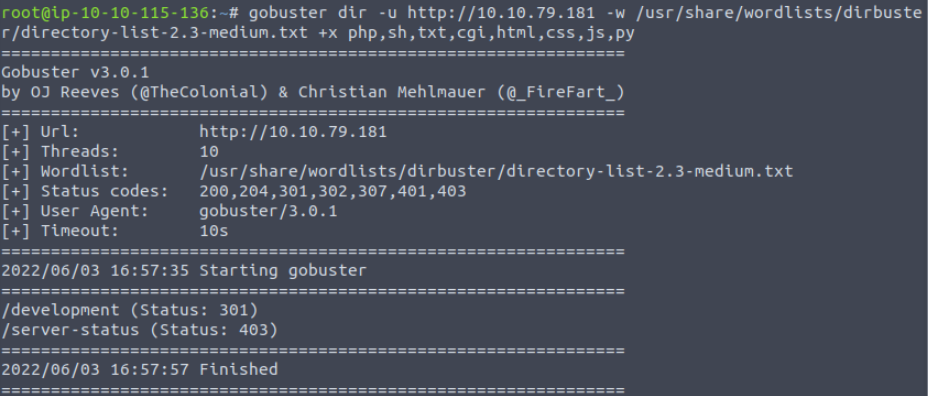 root@ip-10-10-115-136:~# gobuster dir -u http://10.10.79.181 -w /usr/share/wordlists/dirbuste
r/directory-list-2.3-medium.txt +x php,sh,txt,cgi,html,css,js,py
===============================================================
Gobuster v3.0.1
by OJ Reeves (@TheColonial) & Christian Mehlmauer (@_FireFart_)
===============================================================
[+] Url:            http://10.10.79.181
[+] Threads:        10
[+] Wordlist:       /usr/share/wordlists/dirbuster/directory-list-2.3-medium.txt
[+] Status codes:   200,204,301,302,307,401,403
[+] User Agent:     gobuster/3.0.1
[+] Timeout:        10s
===============================================================
2022/06/03 16:57:35 Starting gobuster
===============================================================
/development (Status: 301)
/server-status (Status: 403)
===============================================================
2022/06/03 16:57:57 Finished
===============================================================